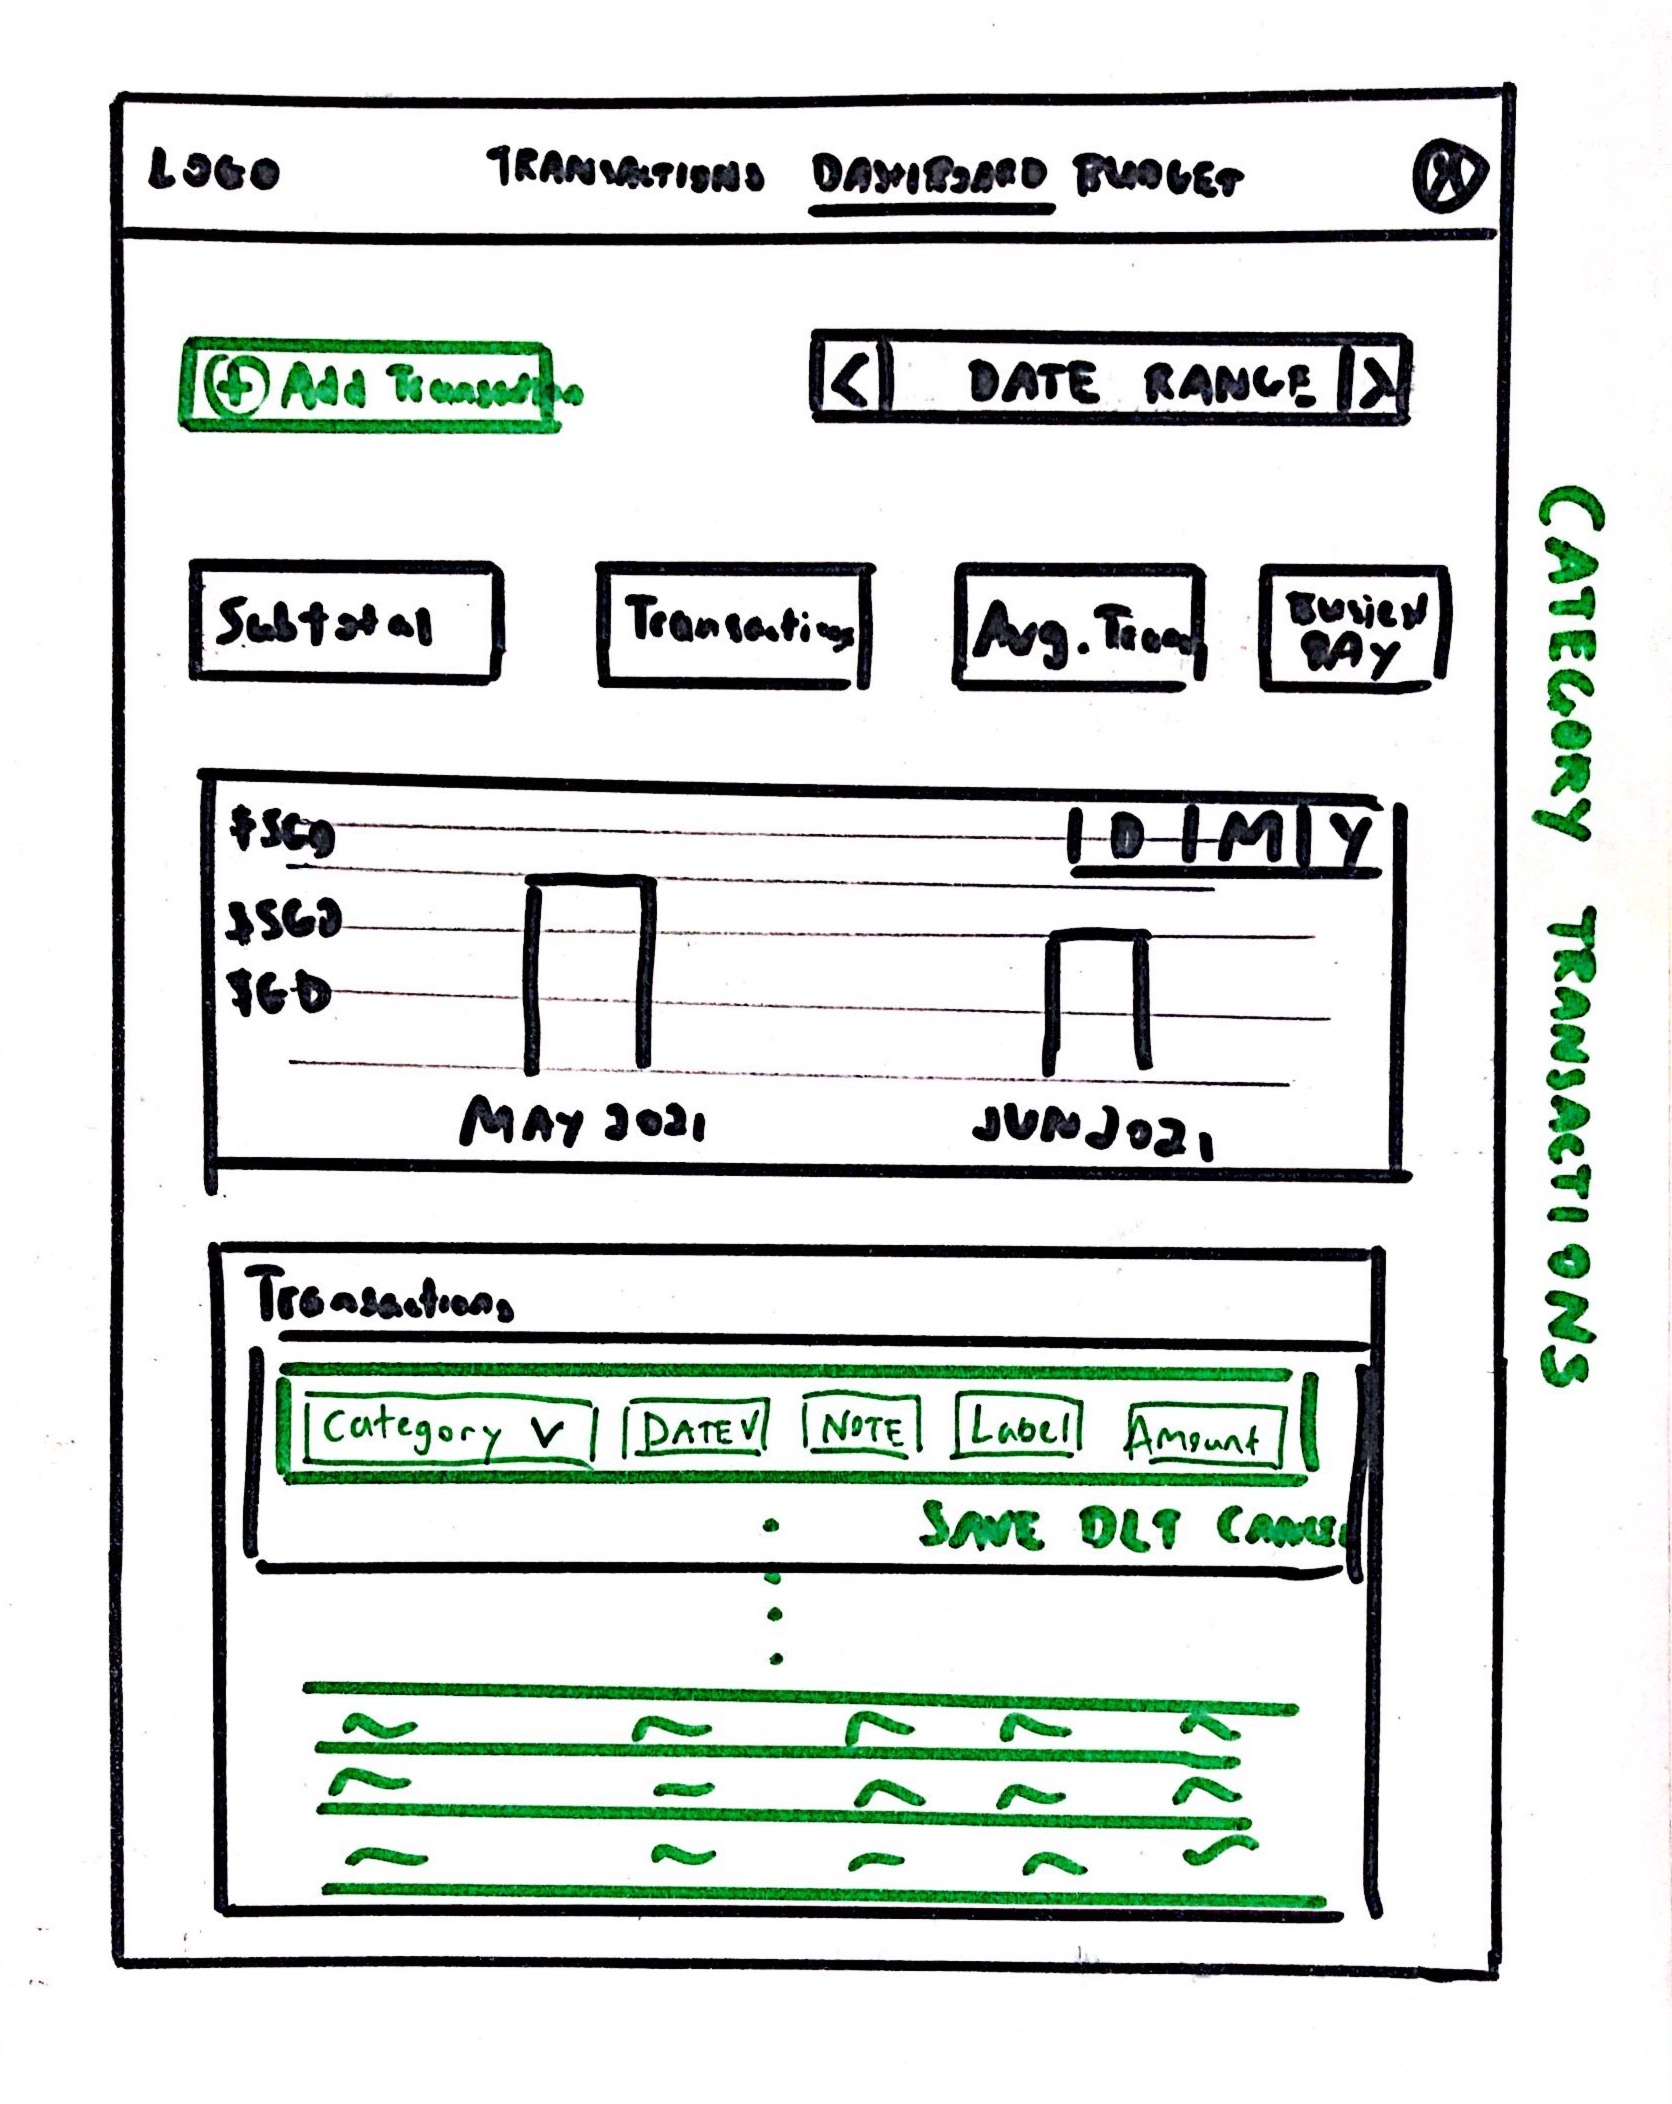 LOGO TRANSACTIONS DASHBOARD BUDGET
+ Add Transaction
< DATE RANGE >
Subtotal
Transactions
Avg. Trans
BUSIEST
DAY
$SGD
D M Y
$SGD
$GD
MAY 2021
JUN 2021
Transactions
Category V
DATE V
NOTE
Label
Amount
SAVE DLT CANCEL
CATEGORY TRANSACTIONS